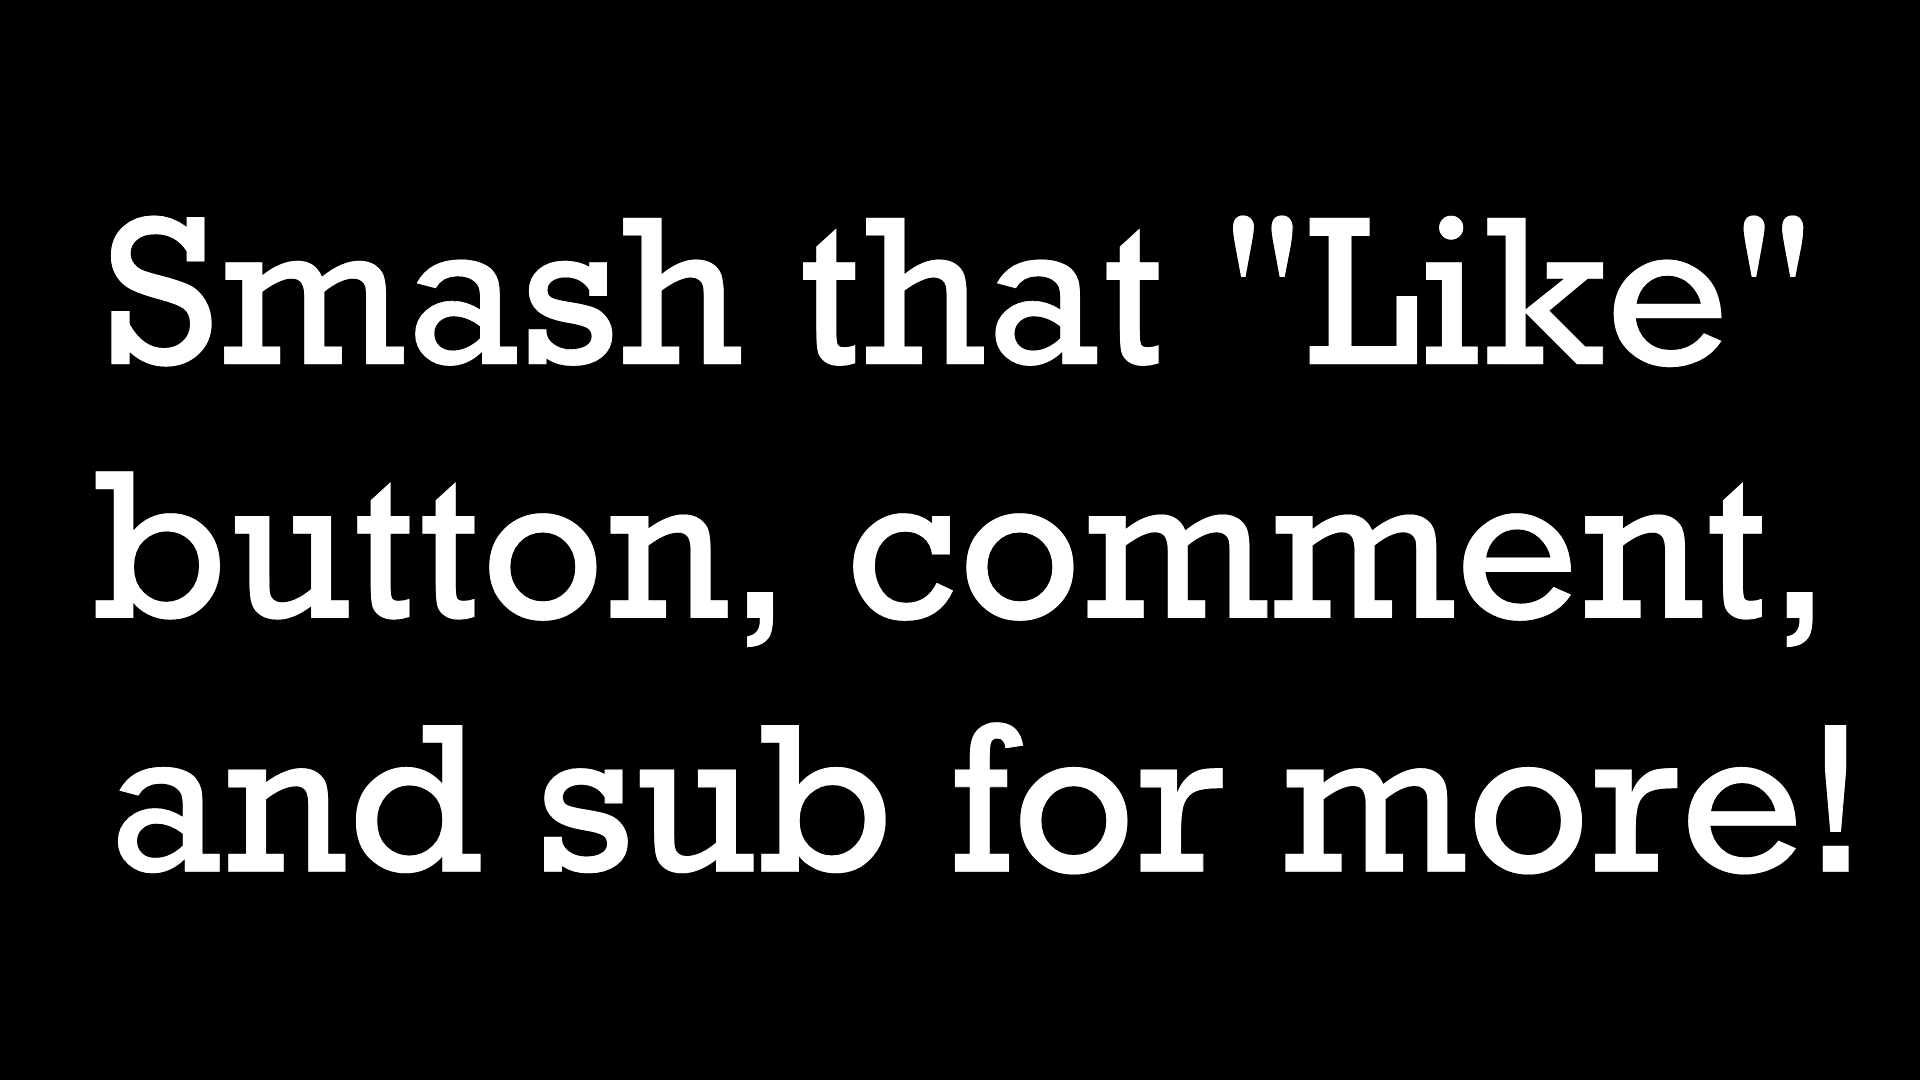 Smash that "Like"
button, comment,
and sub for more!